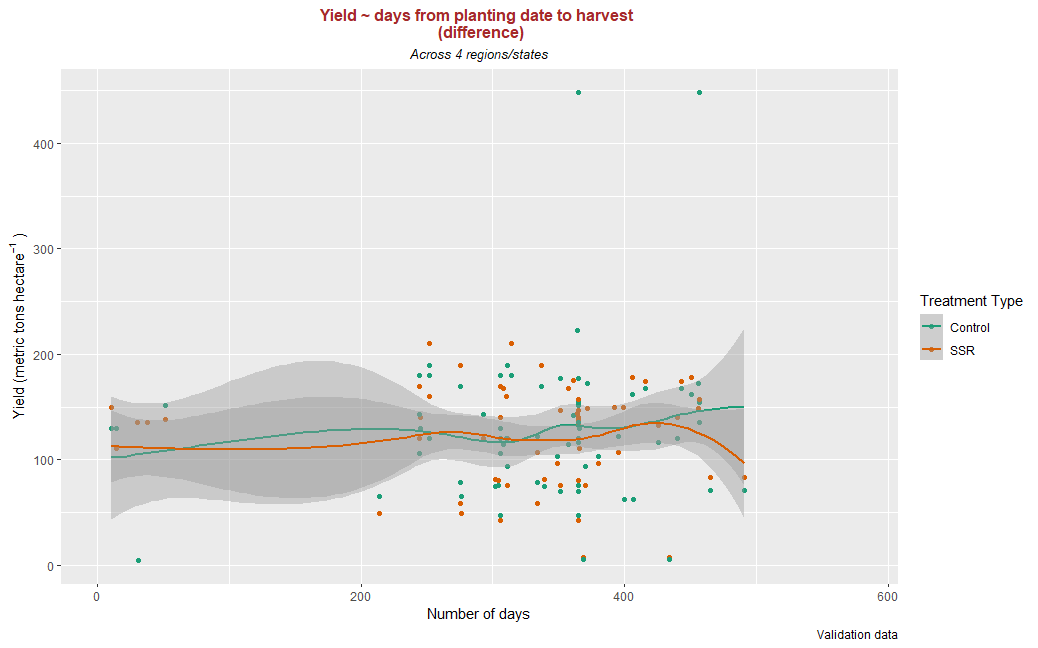 Yield ~ days from planting date to harvest
(difference)
Across 4 regions/states
Yield (metric tons hectare⁻¹ )
400
300
200
100
0
0 200 400 600
Number of days
Treatment Type
Control
SSR
Validation data